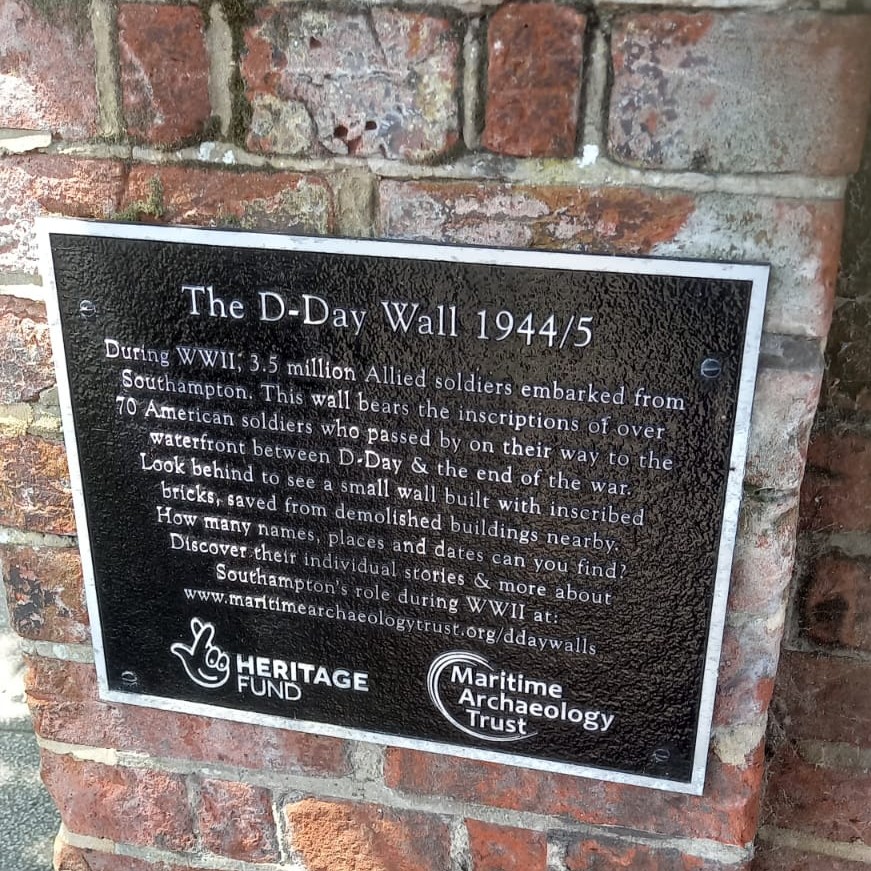 The D-Day Wall 1944/5
During WWII, 3.5 million Allied soldiers embarked from
Southampton. This wall bears the inscriptions of over
70 American soldiers who passed by on their way to the
waterfront between D-Day & the end of the war.
Look behind to see a small wall built with inscribed
bricks, saved from demolished buildings nearby.
How many names, places and dates can you find?
Discover their individual stories & more about
Southampton's role during WWII at:
www.maritimearchaeologytrust.org/ddaywalls
HERITAGE
FUND
Maritime
Archaeology
Trust